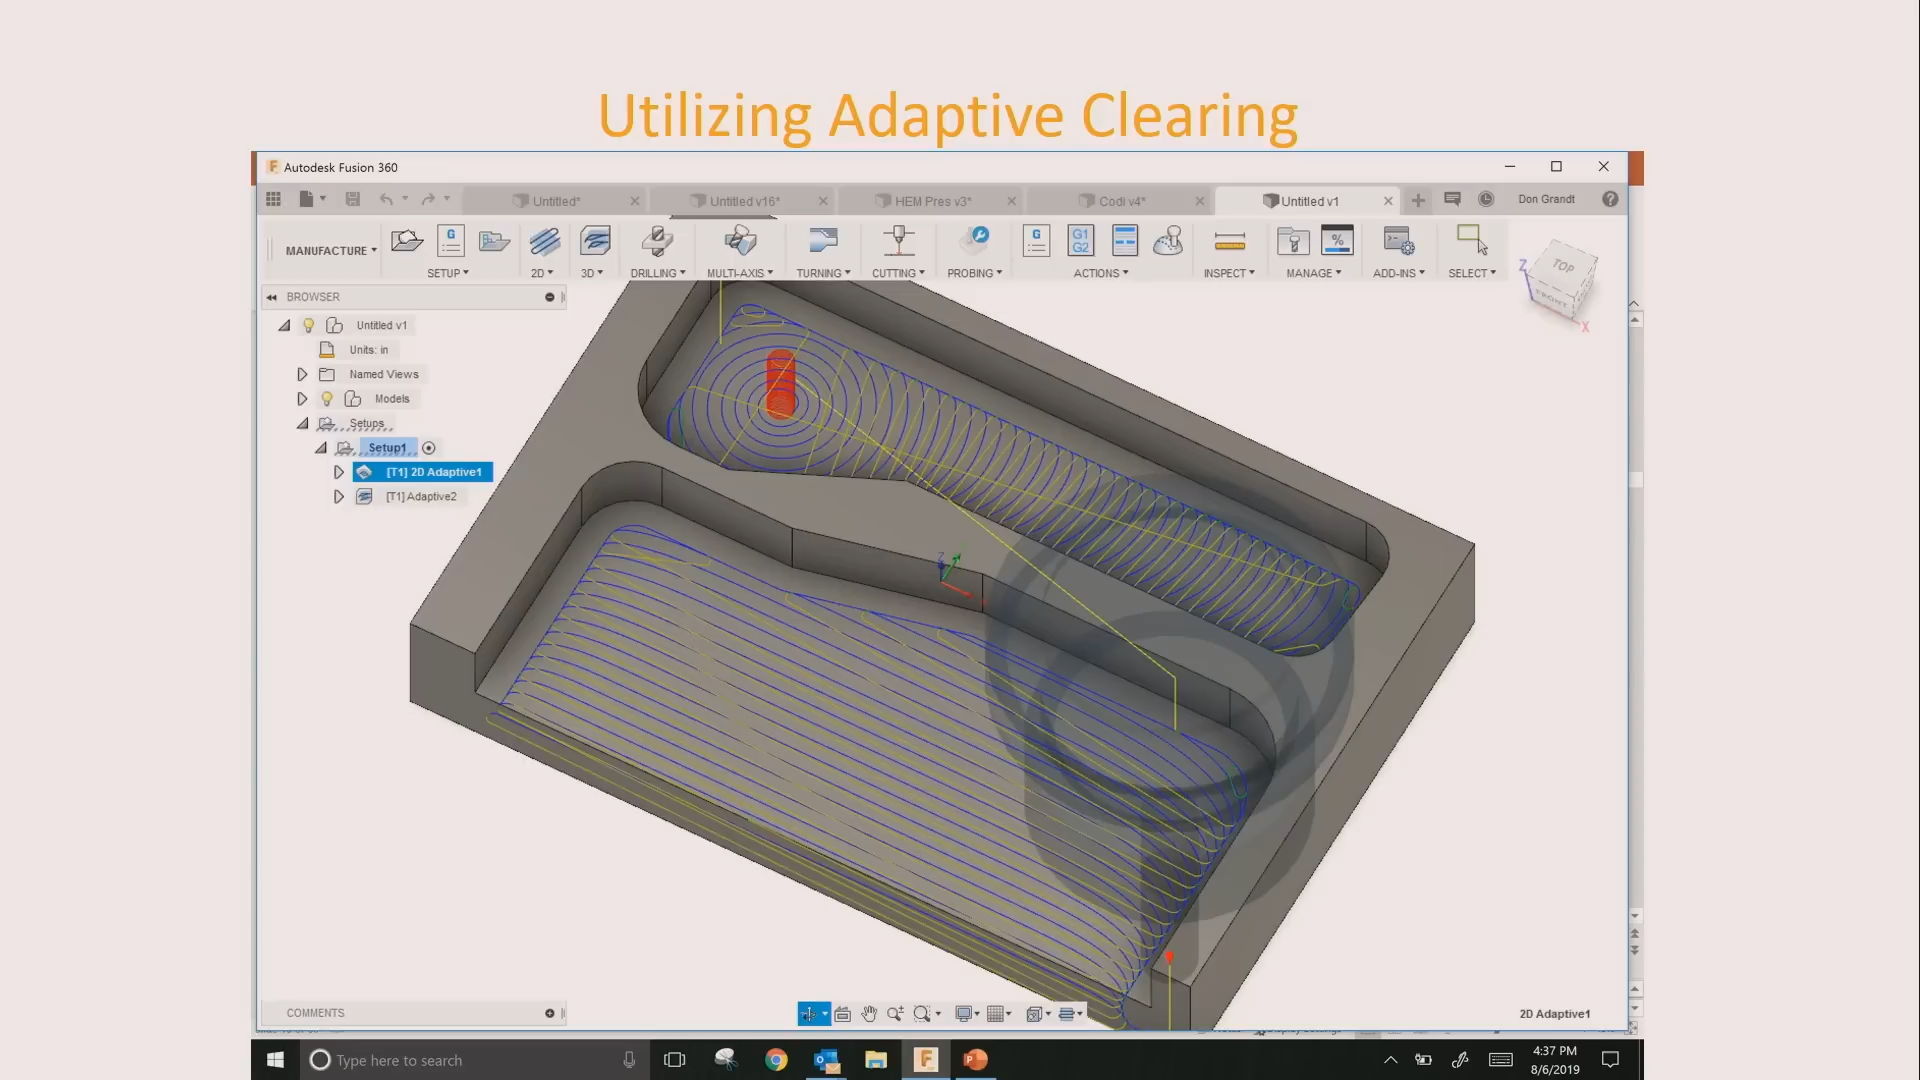 Utilizing Adaptive Clearing
F Autodesk Fusion 360
Untitled* Untitled v16* HEM Pres v3* Codi v4* Untitled v1 Don Grandt
MANUFACTURE
G G G1 G2 %
SETUP 2D 3D DRILLING MULTI-AXIS TURNING CUTTING PROBING ACTIONS INSPECT MANAGE ADD-INS SELECT
TOP
FRONT
Z
X
BROWSER
Untitled v1
Units: in
Named Views
Models
Setups
Setup1
[T1] 2D Adaptive1
[T1] Adaptive2
Z
COMMENTS
2D Adaptive1
Type here to search
4:37 PM
8/6/2019